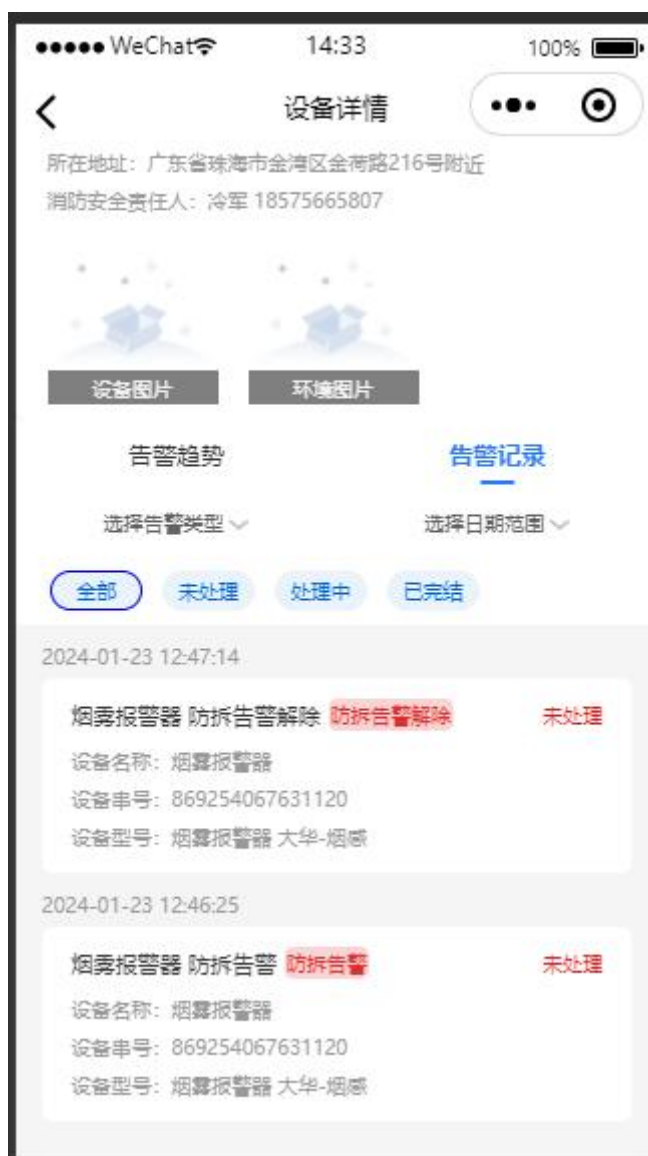 ●●●●● WeChat 14:33 100%
设备详情
所在地址：广东省珠海市金湾区金荷路216号附近
消防安全责任人：冷军 18575665807
设备图片 环境图片
告警趋势 告警记录
选择告警类型 选择日期范围
全部 未处理 处理中 已完结
2024-01-23 12:47:14
烟雾报警器 防拆告警解除 防拆告警解除 未处理
设备名称：烟雾报警器
设备串号：869254067631120
设备型号：烟雾报警器 大华-烟感
2024-01-23 12:46:25
烟雾报警器 防拆告警 防拆告警 未处理
设备名称：烟雾报警器
设备串号：869254067631120
设备型号：烟雾报警器 大华-烟感